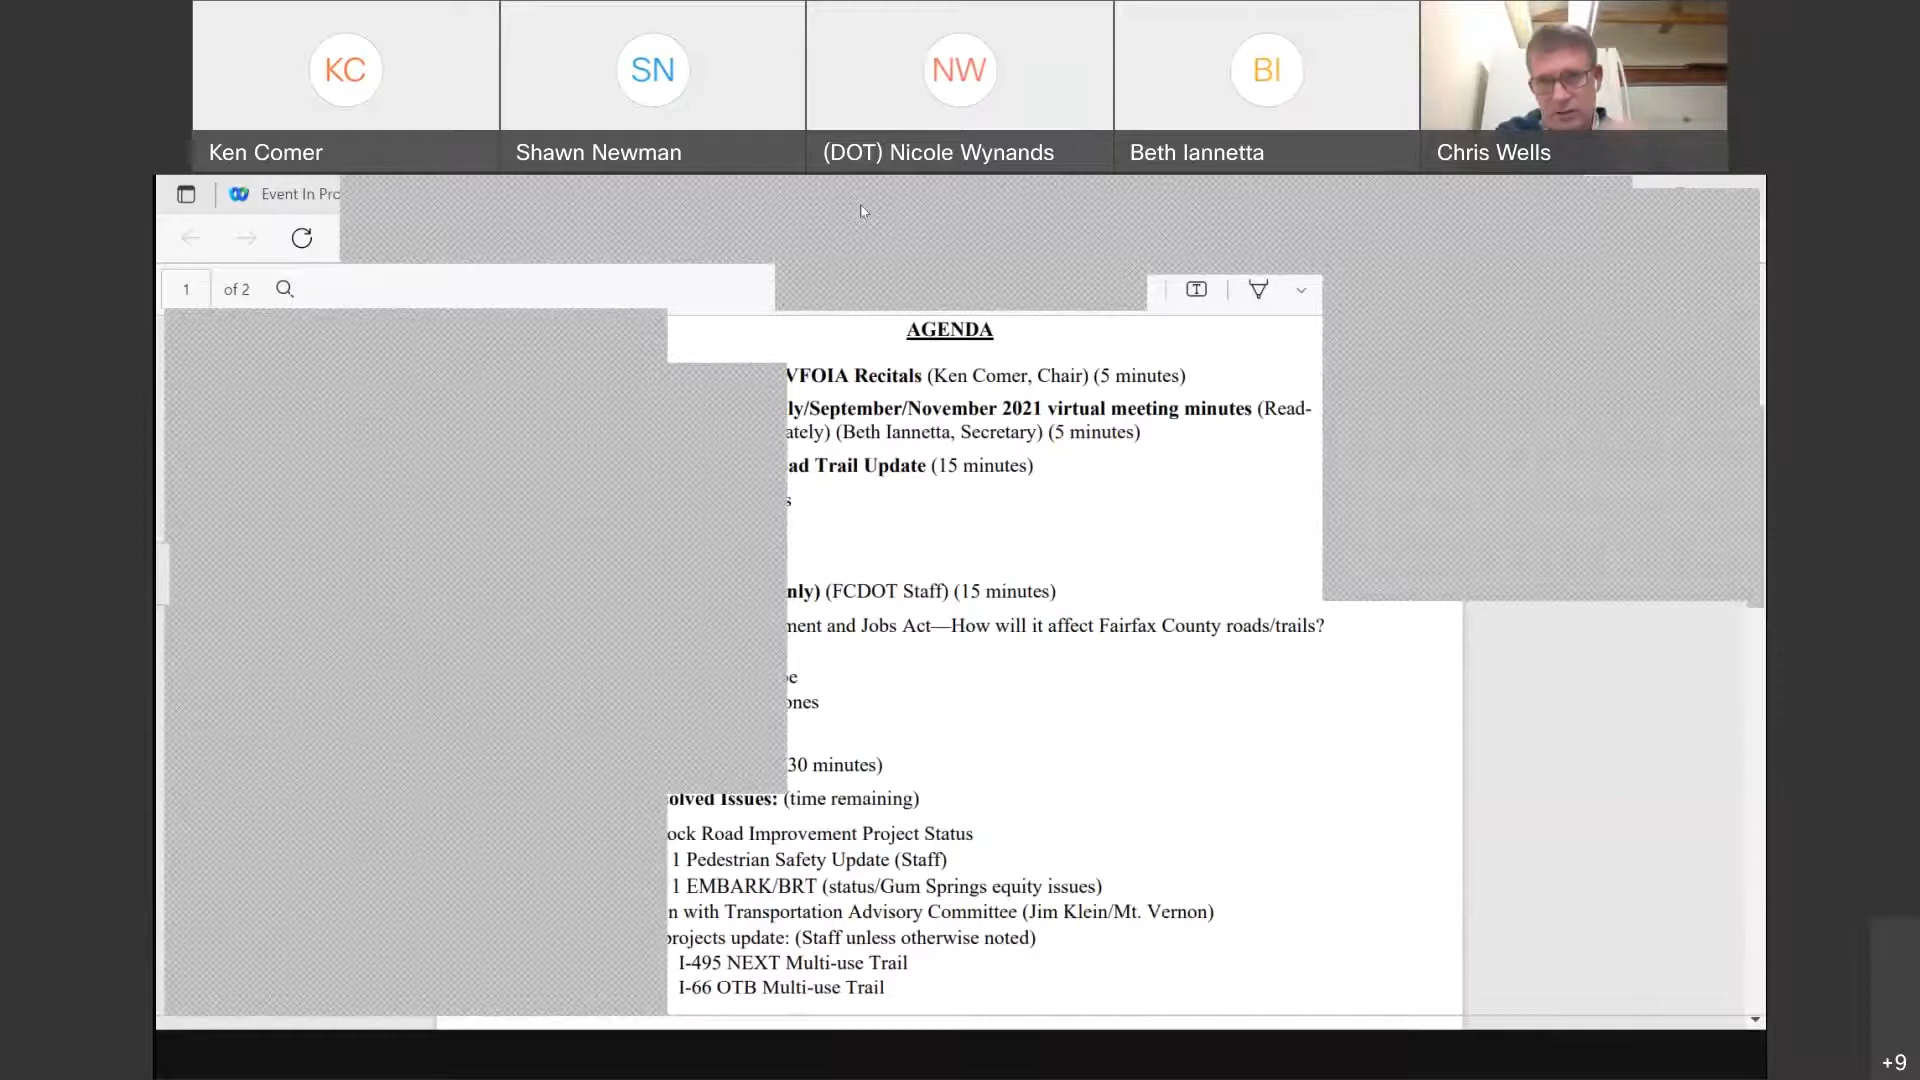 KC
SN
NW
BI
Ken Comer
Shawn Newman
(DOT) Nicole Wynands
Beth Iannetta
Chris Wells
Event In Pro
1 of 2
T
AGENDA
VFOIA Recitals (Ken Comer, Chair) (5 minutes)
ly/September/November 2021 virtual meeting minutes (Read-
ately) (Beth Iannetta, Secretary) (5 minutes)
ad Trail Update (15 minutes)
s
nly) (FCDOT Staff) (15 minutes)
ment and Jobs Act—How will it affect Fairfax County roads/trails?
be
ones
30 minutes)
olved Issues: (time remaining)
ock Road Improvement Project Status
1 Pedestrian Safety Update (Staff)
1 EMBARK/BRT (status/Gum Springs equity issues)
n with Transportation Advisory Committee (Jim Klein/Mt. Vernon)
projects update: (Staff unless otherwise noted)
I-495 NEXT Multi-use Trail
I-66 OTB Multi-use Trail
+9